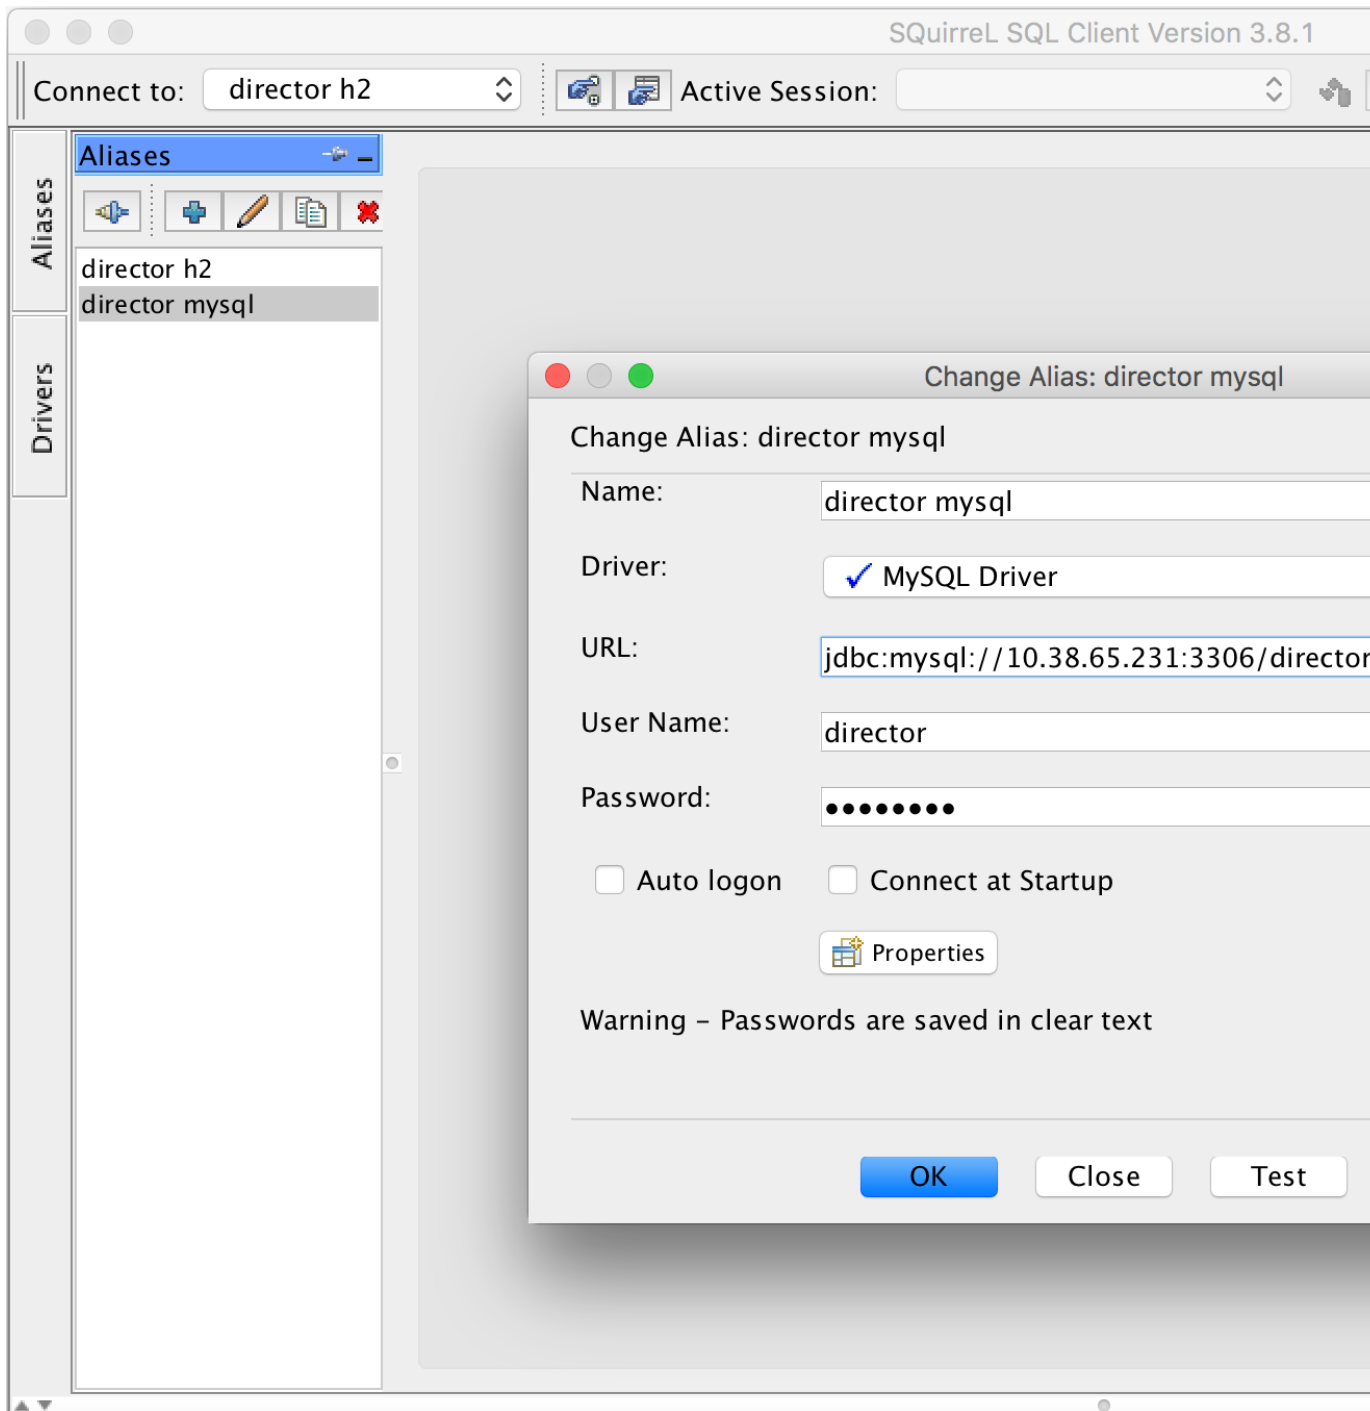 SQuirreL SQL Client Version 3.8.1
Connect to: director h2 Active Session:
Aliases
Aliases
director h2
director mysql
Drivers
Change Alias: director mysql
Change Alias: director mysql
Name: director mysql
Driver: MySQL Driver
URL: jdbc:mysql://10.38.65.231:3306/director
User Name: director
Password: ••••••••
Auto logon Connect at Startup
Properties
Warning – Passwords are saved in clear text
OK Close Test